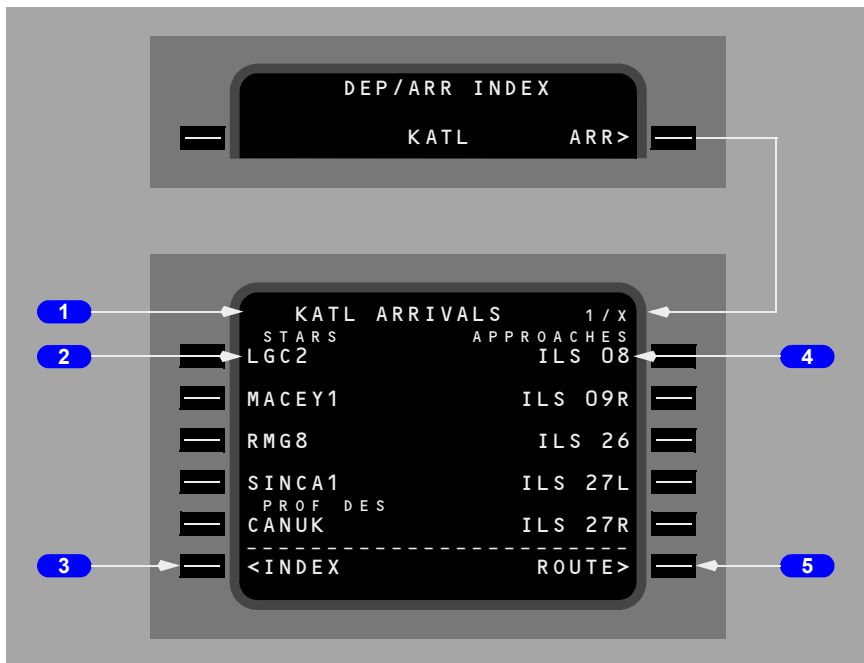 DEP/ARR INDEX
KATL ARR>
1 KATL ARRIVALS 1/X
STARS APPROACHES
2 LGC2 ILS 08 4
MACEY1 ILS 09R
RMG8 ILS 26
SINCA1 ILS 27L
PROF DES
CANUK ILS 27R
3 <INDEX ROUTE> 5